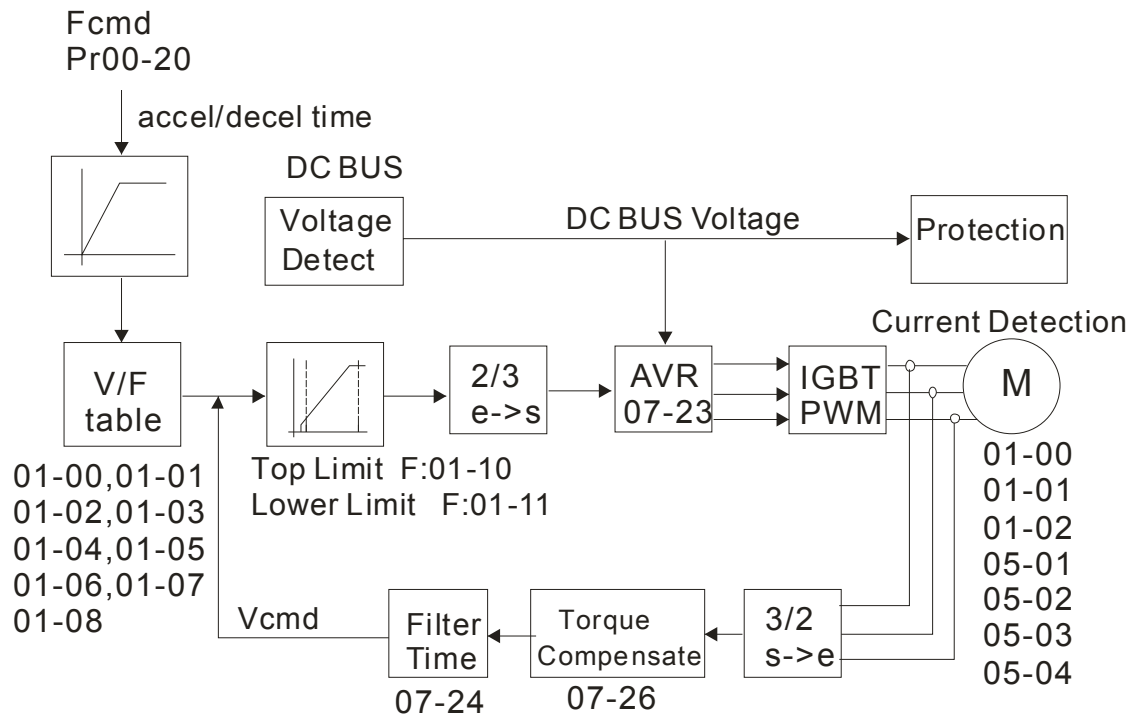 Fcmd
Pr00-20
accel/decel time
DC BUS
Voltage
Detect
DC BUS Voltage
Protection
Current Detection
V/F
table
2/3
e->s
AVR
07-23
IGBT
PWM
M
01-00,01-01
01-02,01-03
01-04,01-05
01-06,01-07
01-08
Top Limit F:01-10
Lower Limit F:01-11
01-00
01-01
01-02
05-01
05-02
05-03
05-04
Vcmd
Filter
Time
07-24
Torque
Compensate
07-26
3/2
s->e